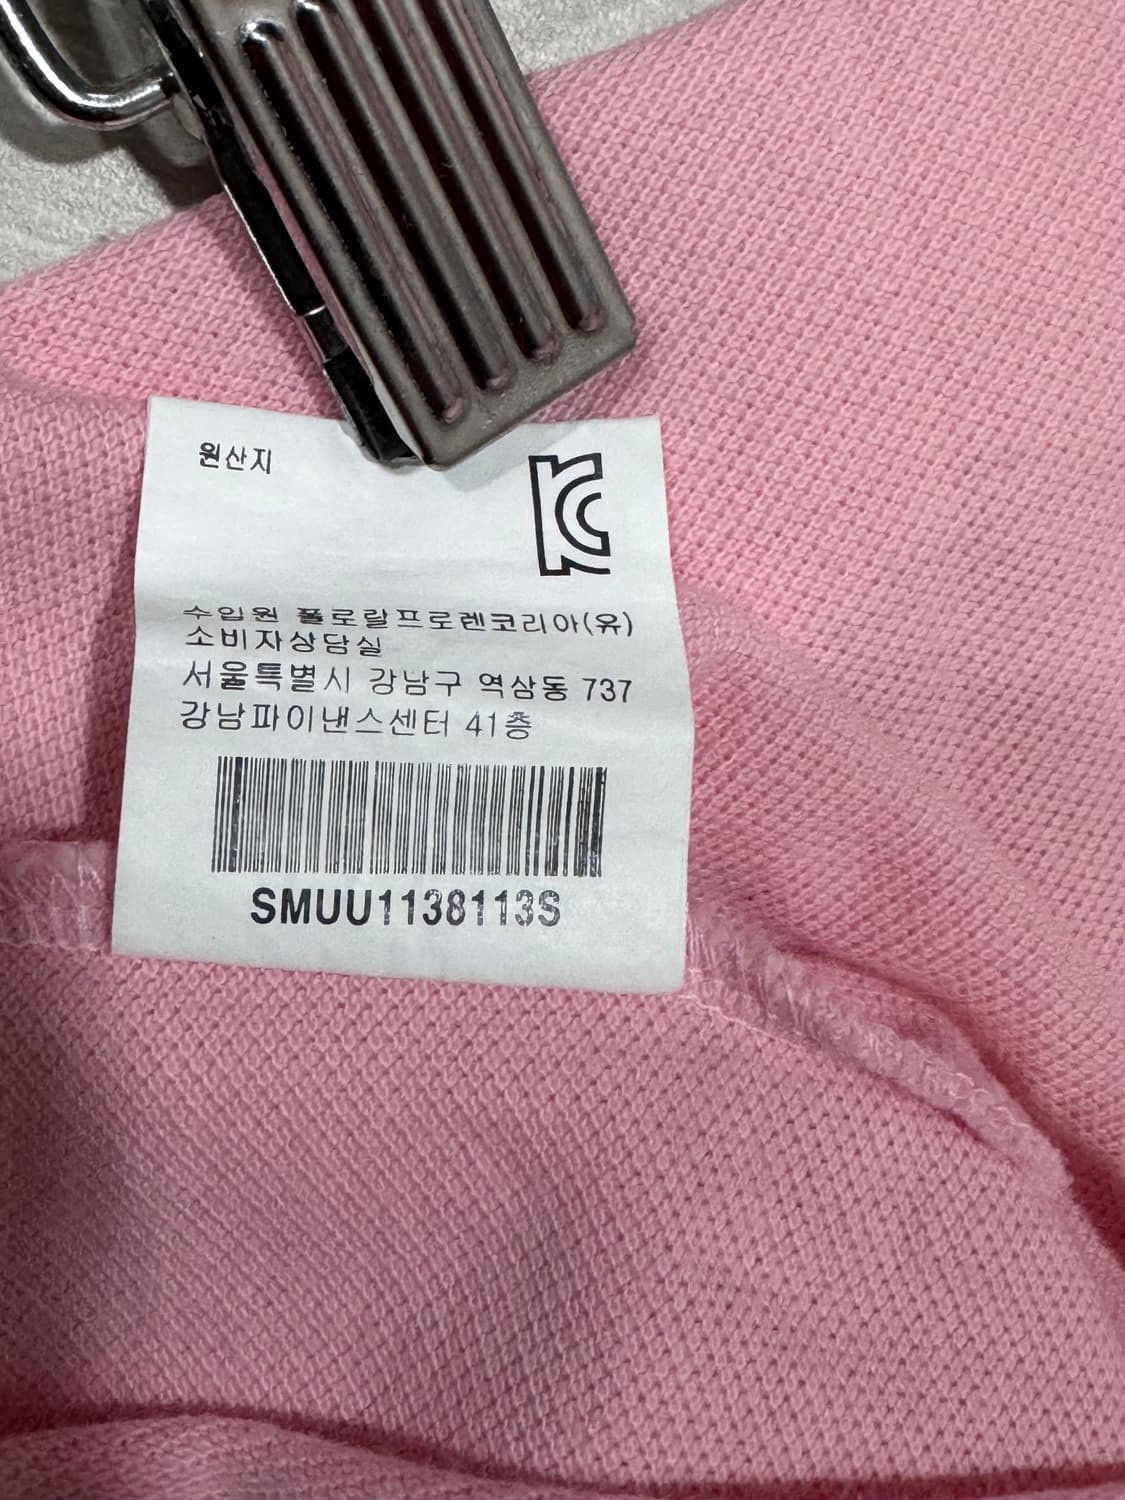 원산지
수입원 폴로랄프로렌코리아(유)
소비자상담실
서울특별시 강남구 역삼동 737
강남파이낸스센터 41층
SMUU1138113S